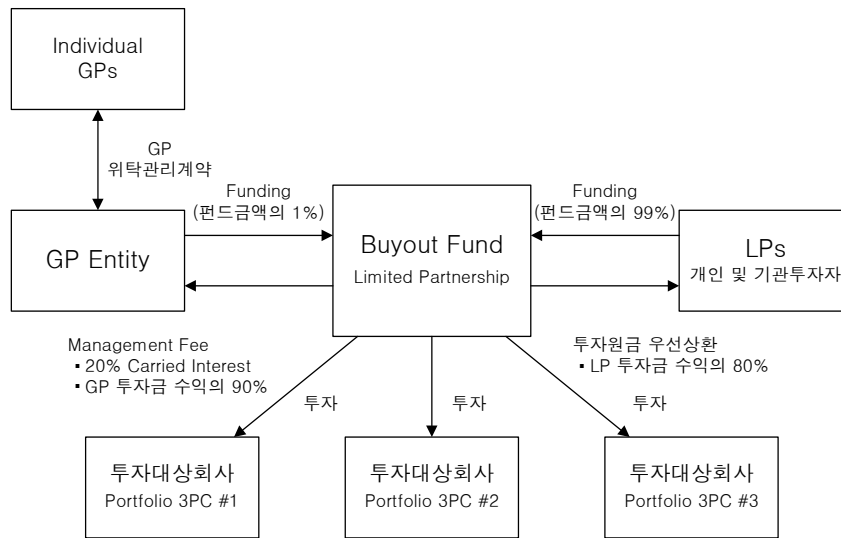 Individual
GPs
GP
위탁관리계약
Funding
(펀드금액의 1%)
Funding
(펀드금액의 99%)
GP Entity
Buyout Fund
Limited Partnership
LPs
개인 및 기관투자자
Management Fee
▪ 20% Carried Interest
▪ GP 투자금 수익의 90%
투자원금 우선상환
▪ LP 투자금 수익의 80%
투자
투자
투자
투자대상회사
Portfolio 3PC #1
투자대상회사
Portfolio 3PC #2
투자대상회사
Portfolio 3PC #3